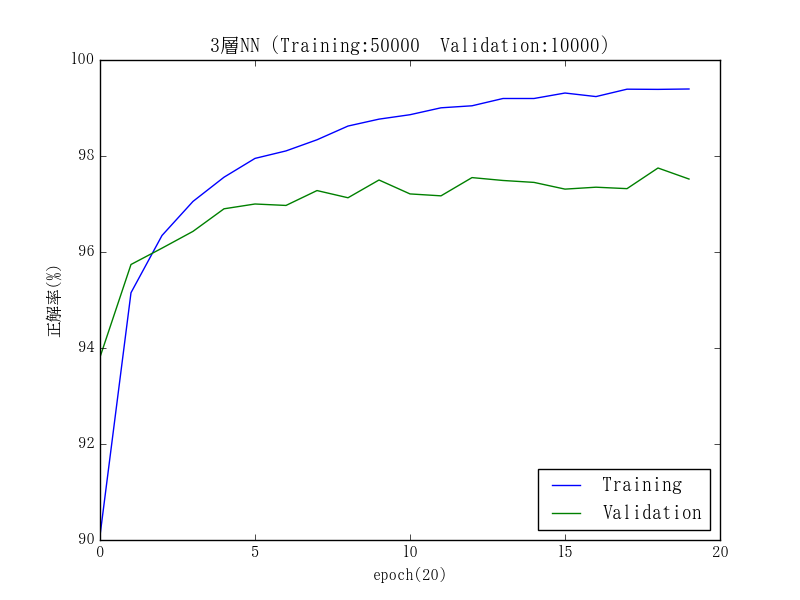 3層NN (Training:50000  Validation:10000)
100
98
96
94
92
90
正解率(%)
0 5 10 15 20
epoch(20)
Training
Validation